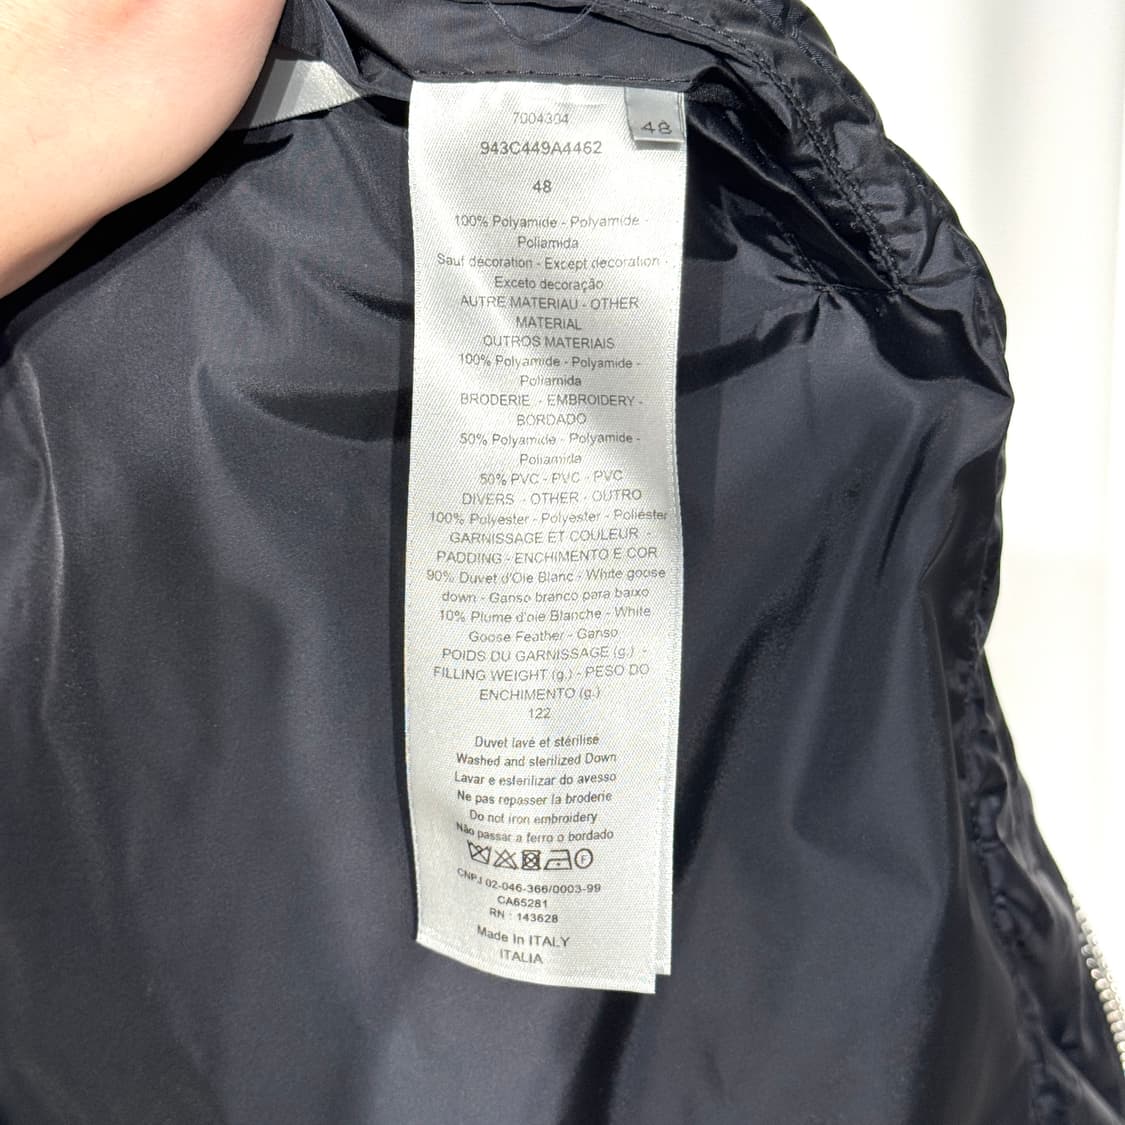 7004304
48
943C449A4462
48
100% Polyamide - Polyamide -
Poliamida
Sauf décoration - Except decoration -
Exceto decoração
AUTRE MATERIAU - OTHER
MATERIAL
OUTROS MATERIAIS
100% Polyamide - Polyamide -
Poliamida
BRODERIE - EMBROIDERY -
BORDADO
50% Polyamide - Polyamide -
Poliamida
50% PVC - PVC - PVC
DIVERS - OTHER - OUTRO
100% Polyester - Polyester - Poliéster
GARNISSAGE ET COULEUR -
PADDING - ENCHIMENTO E COR
90% Duvet d'Oie Blanc - White goose
down - Ganso branco para baixo
10% Plume d'oie Blanche - White
Goose Feather - Ganso
POIDS DU GARNISSAGE (g.) -
FILLING WEIGHT (g.) - PESO DO
ENCHIMENTO (g.)
122
Duvet lavé et stérilisé
Washed and sterilized Down
Lavar e esterilizar do avesso
Ne pas repasser la broderie
Do not iron embroidery
Não passar a ferro o bordado
F
CNPJ 02-046-366/0003-99
CA65281
RN : 143628
Made In ITALY
ITALIA